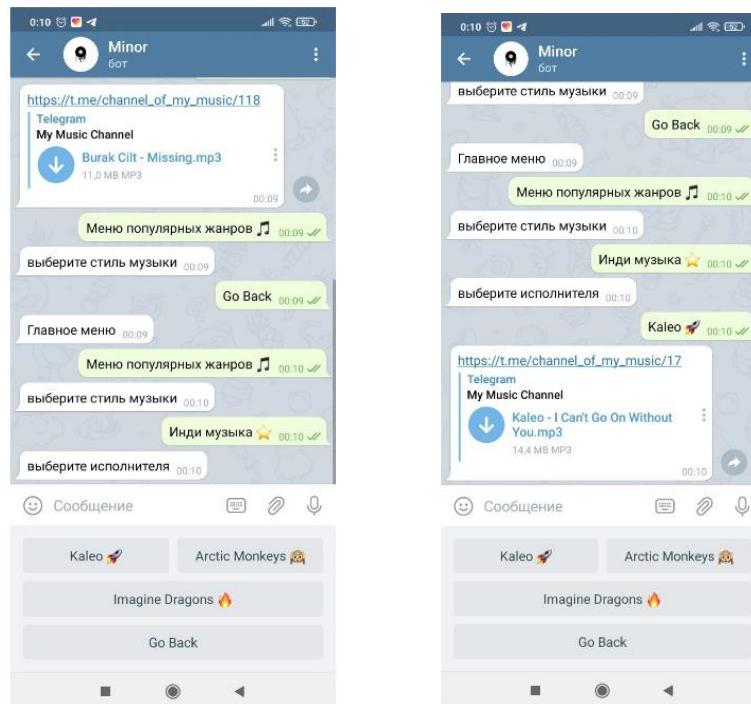 0:10
52
Minor
бот
https://t.me/channel_of_my_music/118
Telegram
My Music Channel
Burak Cilt - Missing.mp3
11,0 MB MP3
00:09
Меню популярных жанров 🎵 00:09
выберите стиль музыки 00:09
Go Back 00:09
Главное меню 00:09
Меню популярных жанров 🎵 00:10
выберите стиль музыки 00:10
Инди музыка ⭐ 00:10
выберите исполнителя 00:10
Сообщение
Kaleo 🚀 Arctic Monkeys 🙉
Imagine Dragons 🔥
Go Back
0:10
52
Minor
бот
выберите стиль музыки 00:09
Go Back 00:09
Главное меню 00:09
Меню популярных жанров 🎵 00:10
выберите стиль музыки 00:10
Инди музыка ⭐ 00:10
выберите исполнителя 00:10
Kaleo 🚀 00:10
https://t.me/channel_of_my_music/17
Telegram
My Music Channel
Kaleo - I Can't Go On Without
You.mp3
14,4 MB MP3
00:10
Сообщение
Kaleo 🚀 Arctic Monkeys 🙉
Imagine Dragons 🔥
Go Back